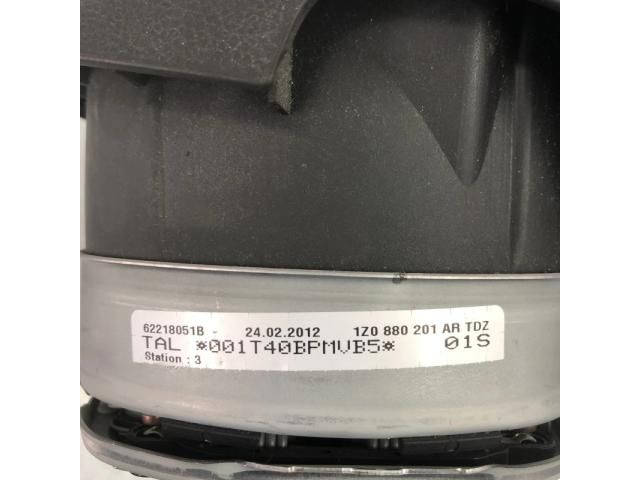 62218051B - 24.02.2012 1Z0 880 201 AR TDZ
TAL *001T40BPMVB5* 01S
Station : 3